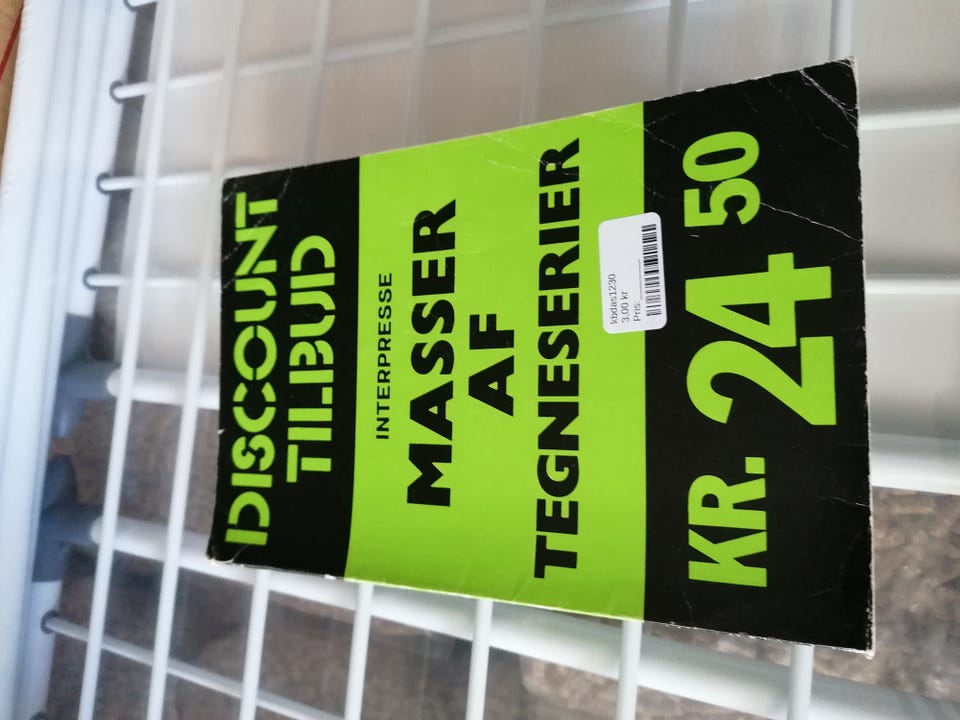 DISCOUNT
TILBUD
INTERPRESSE
MASSER
AF
TEGNESERIER
kbdas1230
3.00 kr
Pris:
KR. 24 50